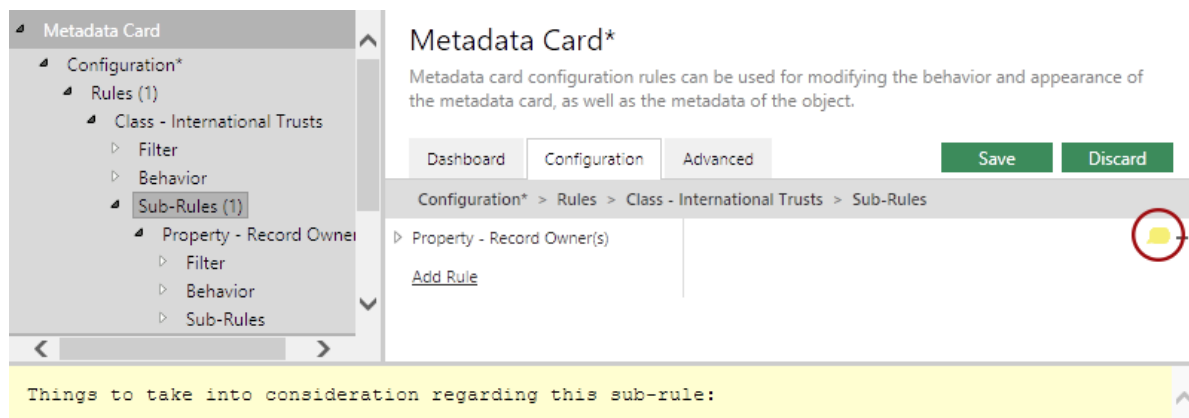 Metadata Card
Configuration*
Rules (1)
Class - International Trusts
Filter
Behavior
Sub-Rules (1)
Property - Record Owner
Filter
Behavior
Sub-Rules
Metadata Card*
Metadata card configuration rules can be used for modifying the behavior and appearance of
the metadata card, as well as the metadata of the object.
Dashboard Configuration Advanced Save Discard
Configuration* > Rules > Class - International Trusts > Sub-Rules
Property - Record Owner(s)
Add Rule
Things to take into consideration regarding this sub-rule: